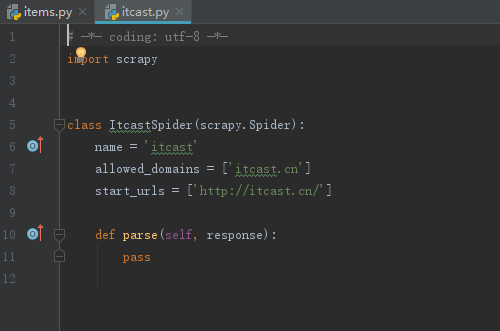 items.py × itcast.py ×
1 # -*- coding: utf-8 -*-
2 import scrapy
3
4
5 class ItcastSpider(scrapy.Spider):
6 name = 'itcast'
7 allowed_domains = ['itcast.cn']
8 start_urls = ['http://itcast.cn/']
9
10 def parse(self, response):
11 pass
12